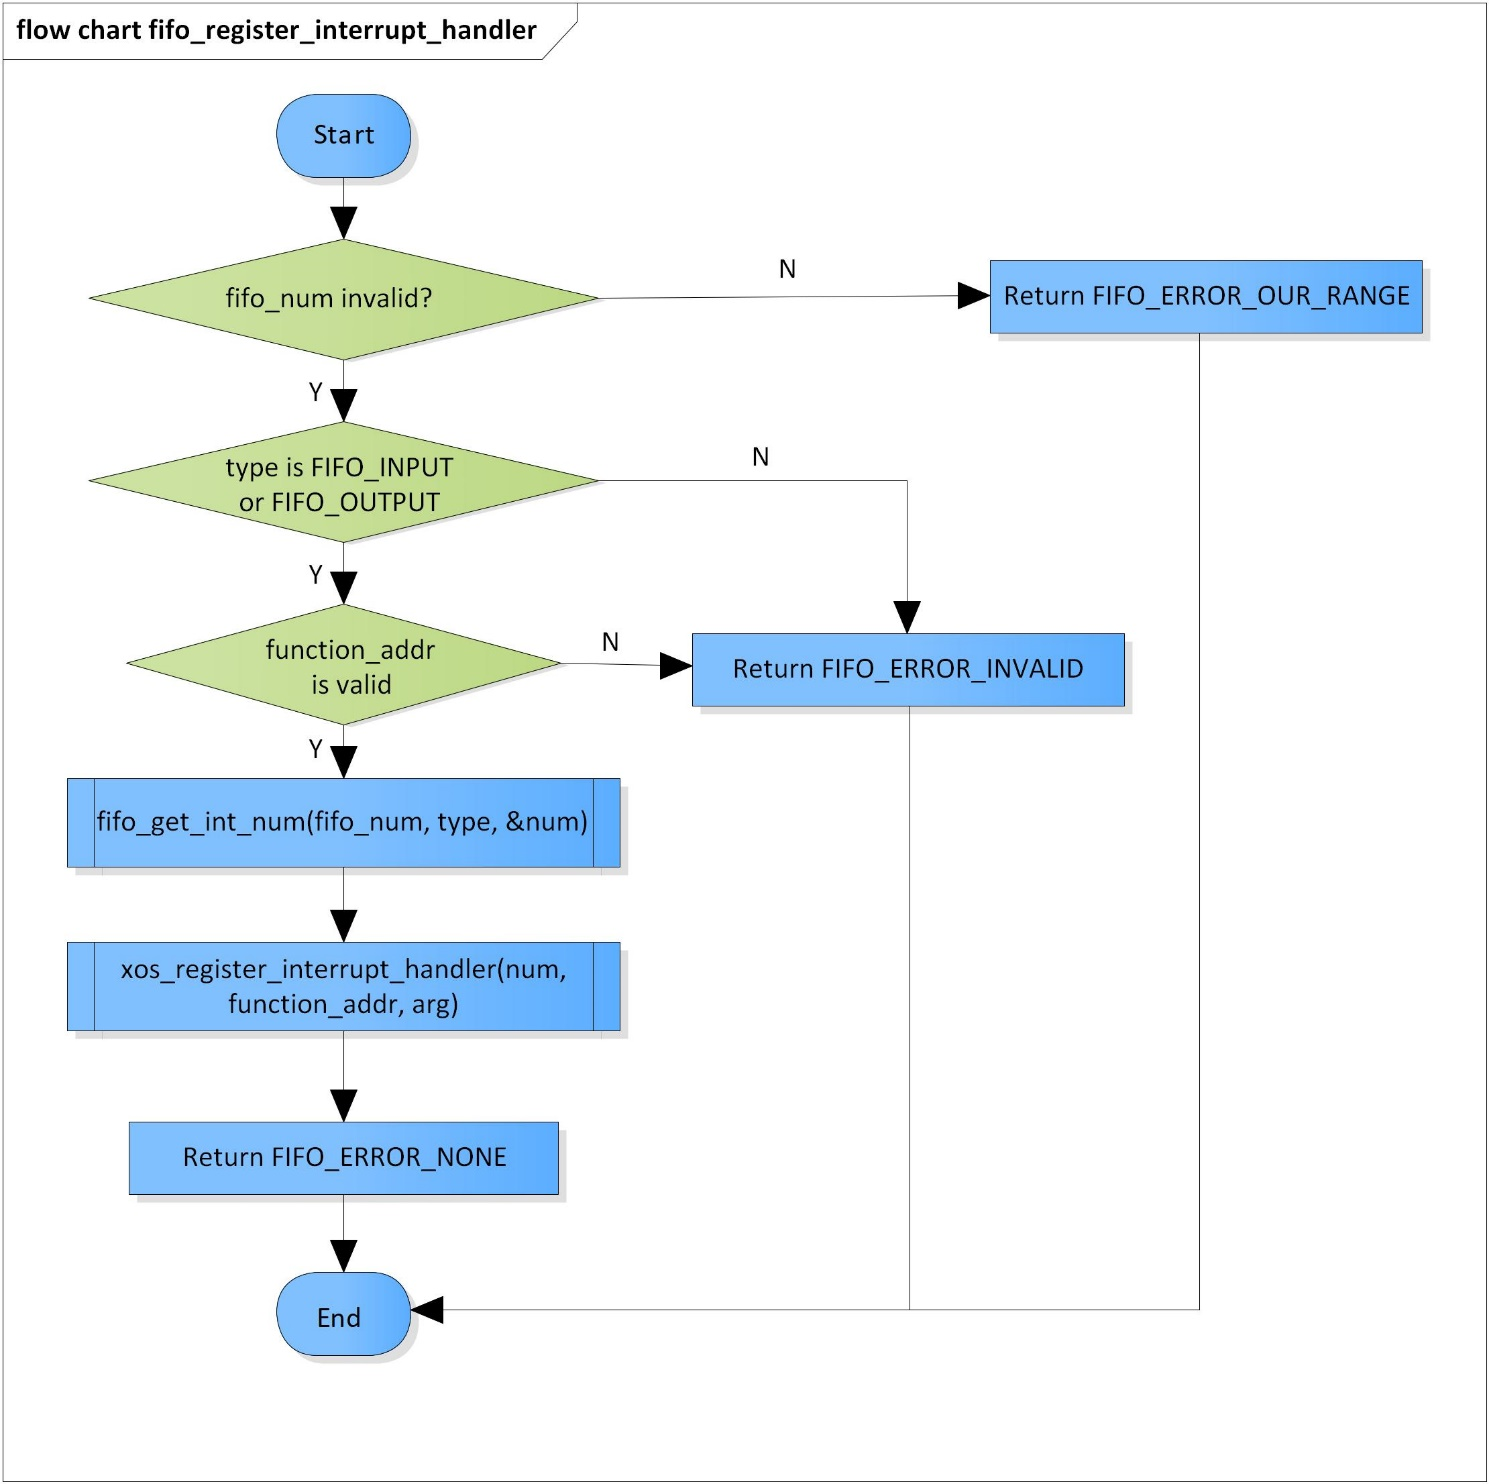 flow chart fifo_register_interrupt_handler
Start
fifo_num invalid?
N
Return FIFO_ERROR_OUR_RANGE
Y
type is FIFO_INPUT
or FIFO_OUTPUT
N
Y
function_addr
is valid
N
Return FIFO_ERROR_INVALID
Y
fifo_get_int_num(fifo_num, type, &num)
xos_register_interrupt_handler(num,
function_addr, arg)
Return FIFO_ERROR_NONE
End